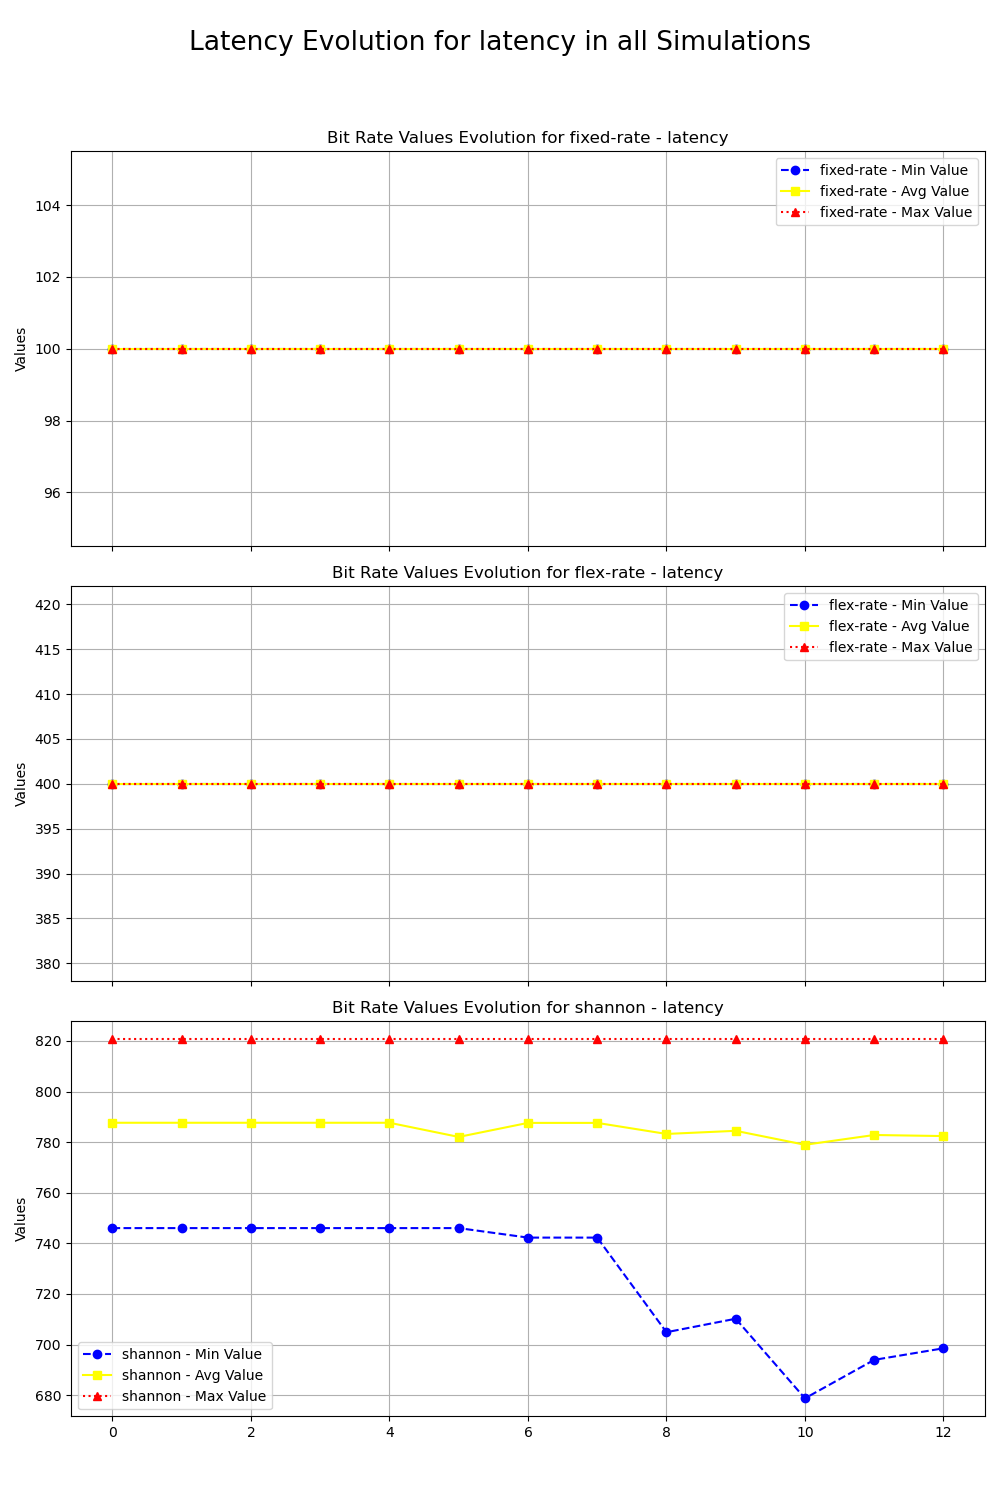 Latency Evolution for latency in all Simulations
Bit Rate Values Evolution for fixed-rate - latency
fixed-rate - Min Value
fixed-rate - Avg Value
fixed-rate - Max Value
104
102
100
98
96
Values
Bit Rate Values Evolution for flex-rate - latency
flex-rate - Min Value
flex-rate - Avg Value
flex-rate - Max Value
420
415
410
405
400
395
390
385
380
Values
Bit Rate Values Evolution for shannon - latency
820
800
780
760
740
720
700
680
Values
shannon - Min Value
shannon - Avg Value
shannon - Max Value
0 2 4 6 8 10 12